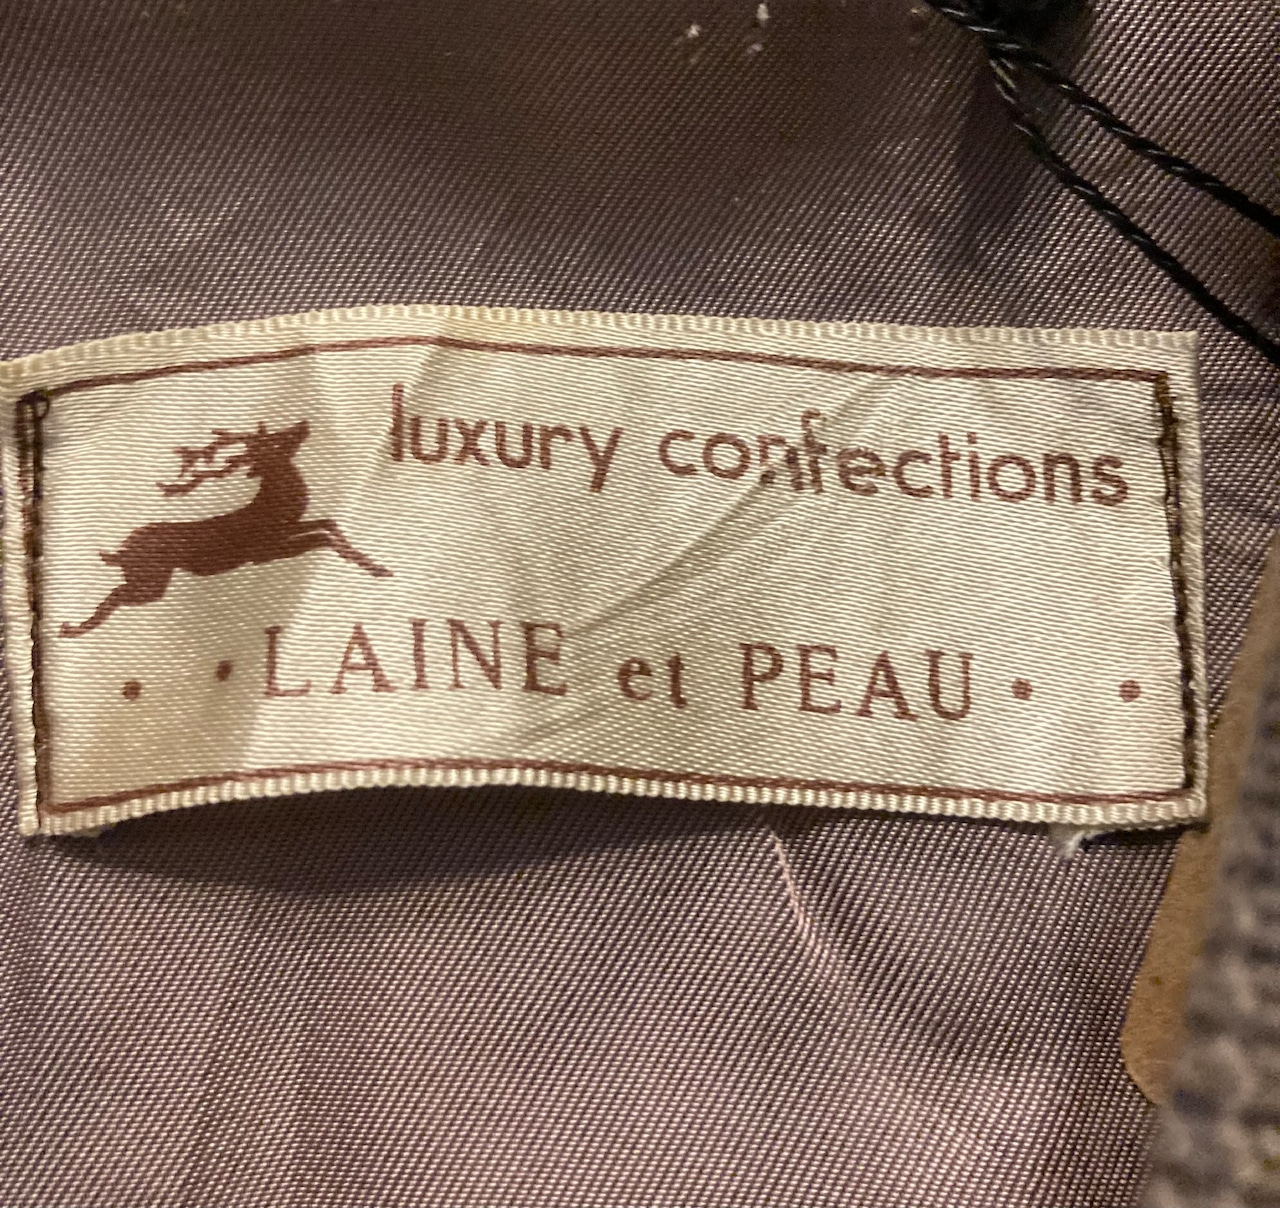 luxury confections
· · LAINE et PEAU · ·